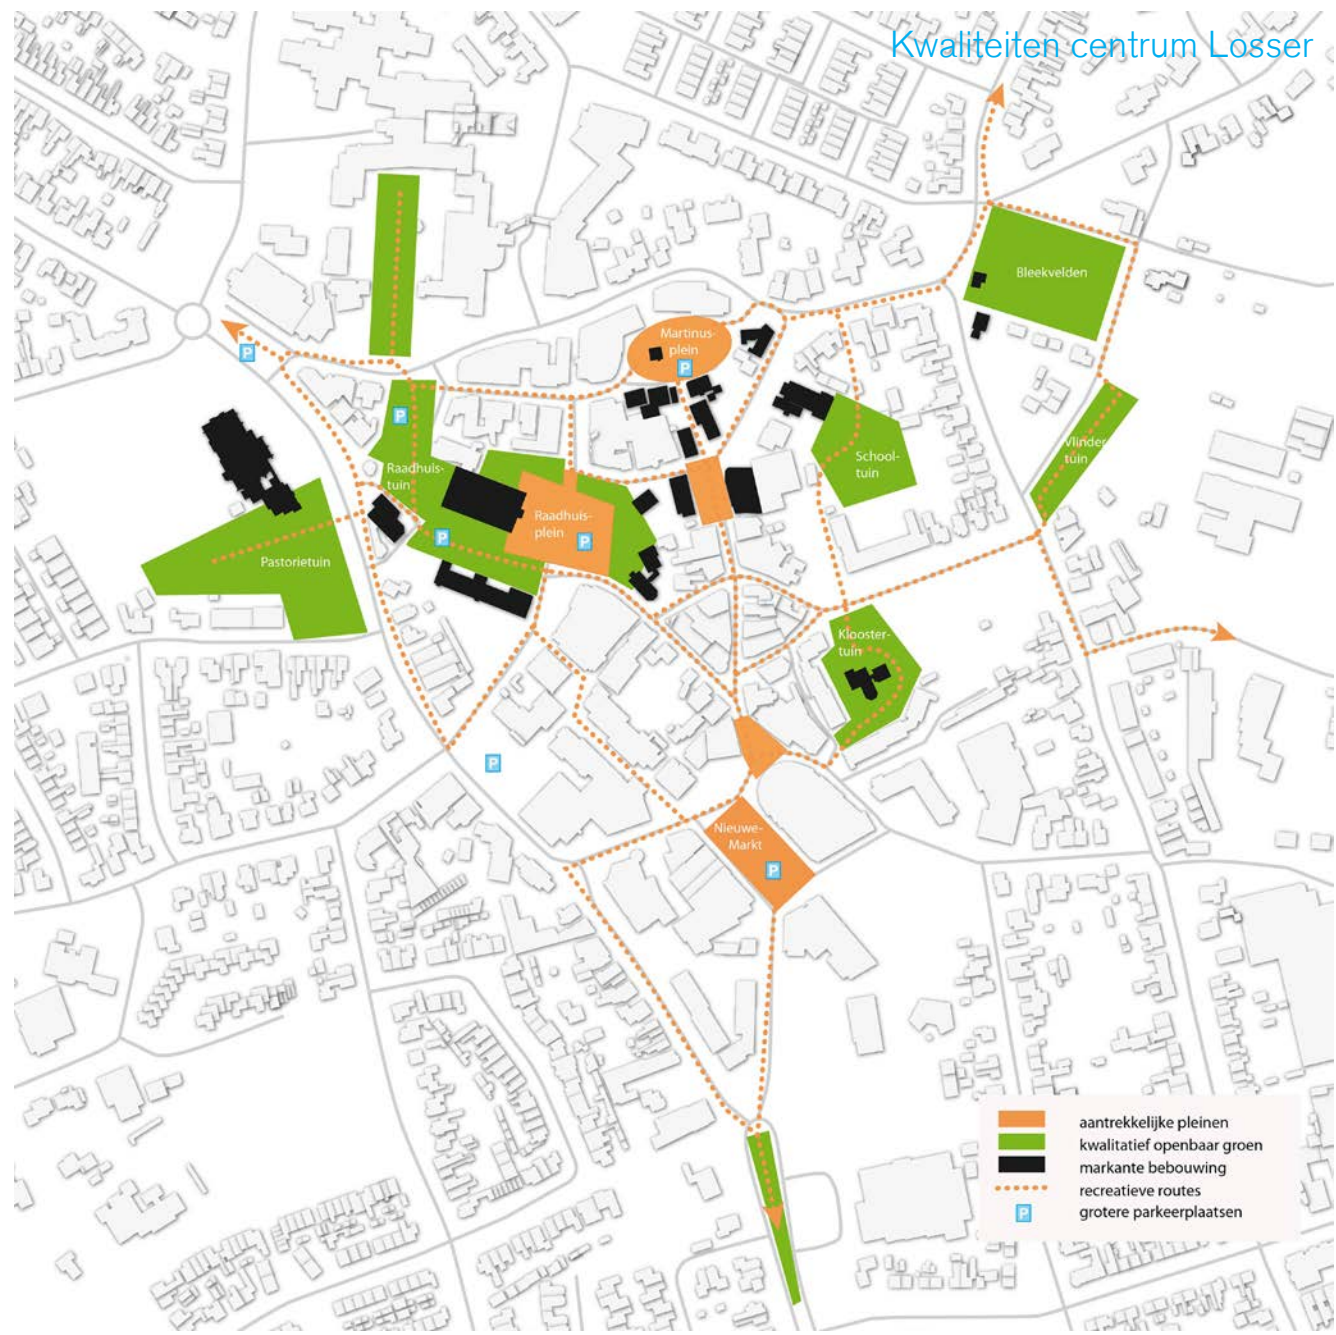 Kwaliteiten centrum Losser
Bleekvelden
Martinus-
plein
P
P
P
Vlinder
tuin
School-
tuin
Raadhuis-
tuin
Raadhuis-
plein
P
P
Pastorietuin
Klooster-
tuin
P
Nieuwe-
Markt
P
aantrekkelijke pleinen
kwalitatief openbaar groen
markante bebouwing
recreatieve routes
P grotere parkeerplaatsen